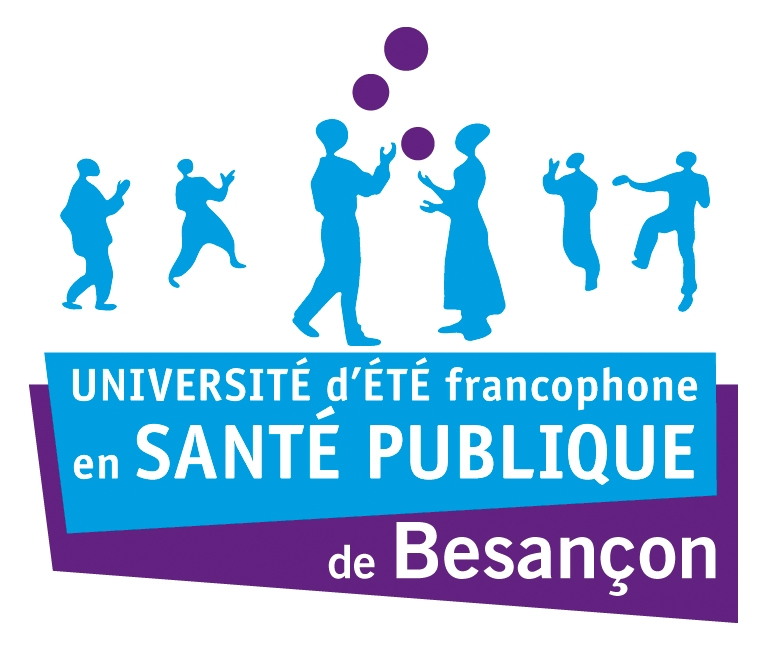 UNIVERSITÉ d'ÉTÉ francophone
en SANTÉ PUBLIQUE
de Besançon